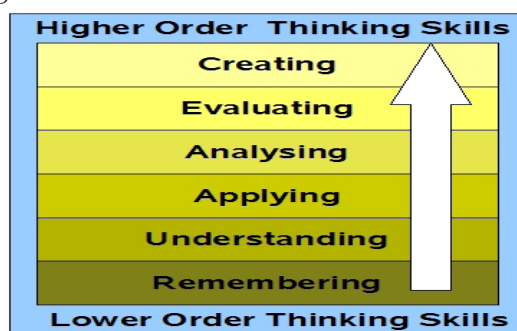 Higher Order Thinking Skills
Creating
Evaluating
Analysing
Applying
Understanding
Remembering
Lower Order Thinking Skills